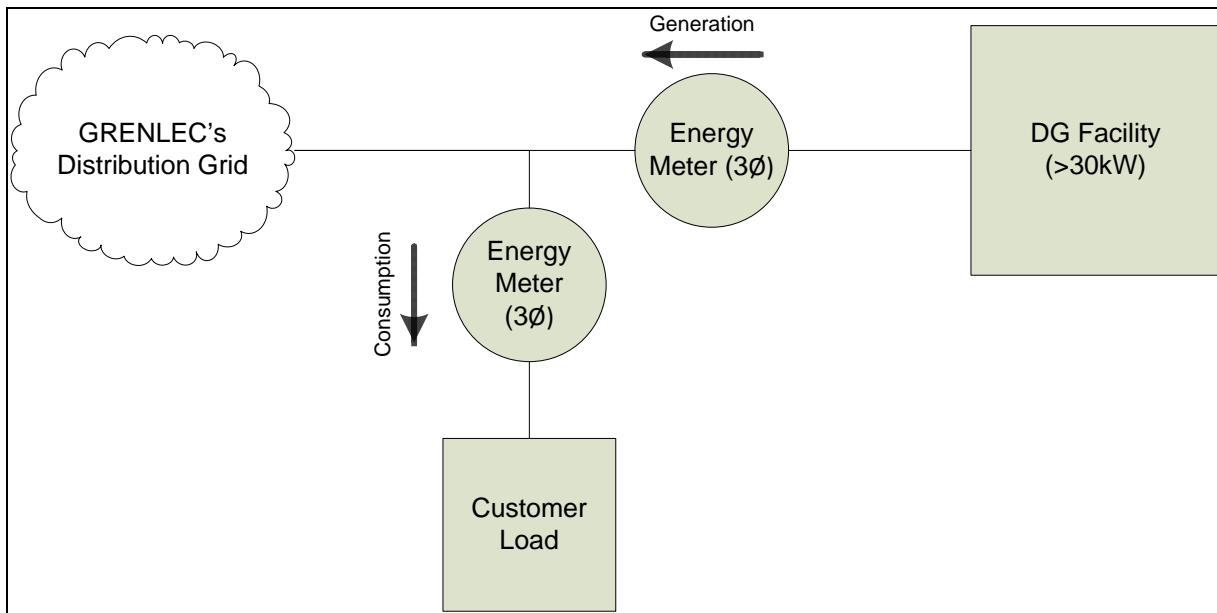 Generation
GRENLEC's
Distribution Grid
Energy
Meter (3Ø)
DG Facility
(>30kW)
Consumption
Energy
Meter
(3Ø)
Customer
Load